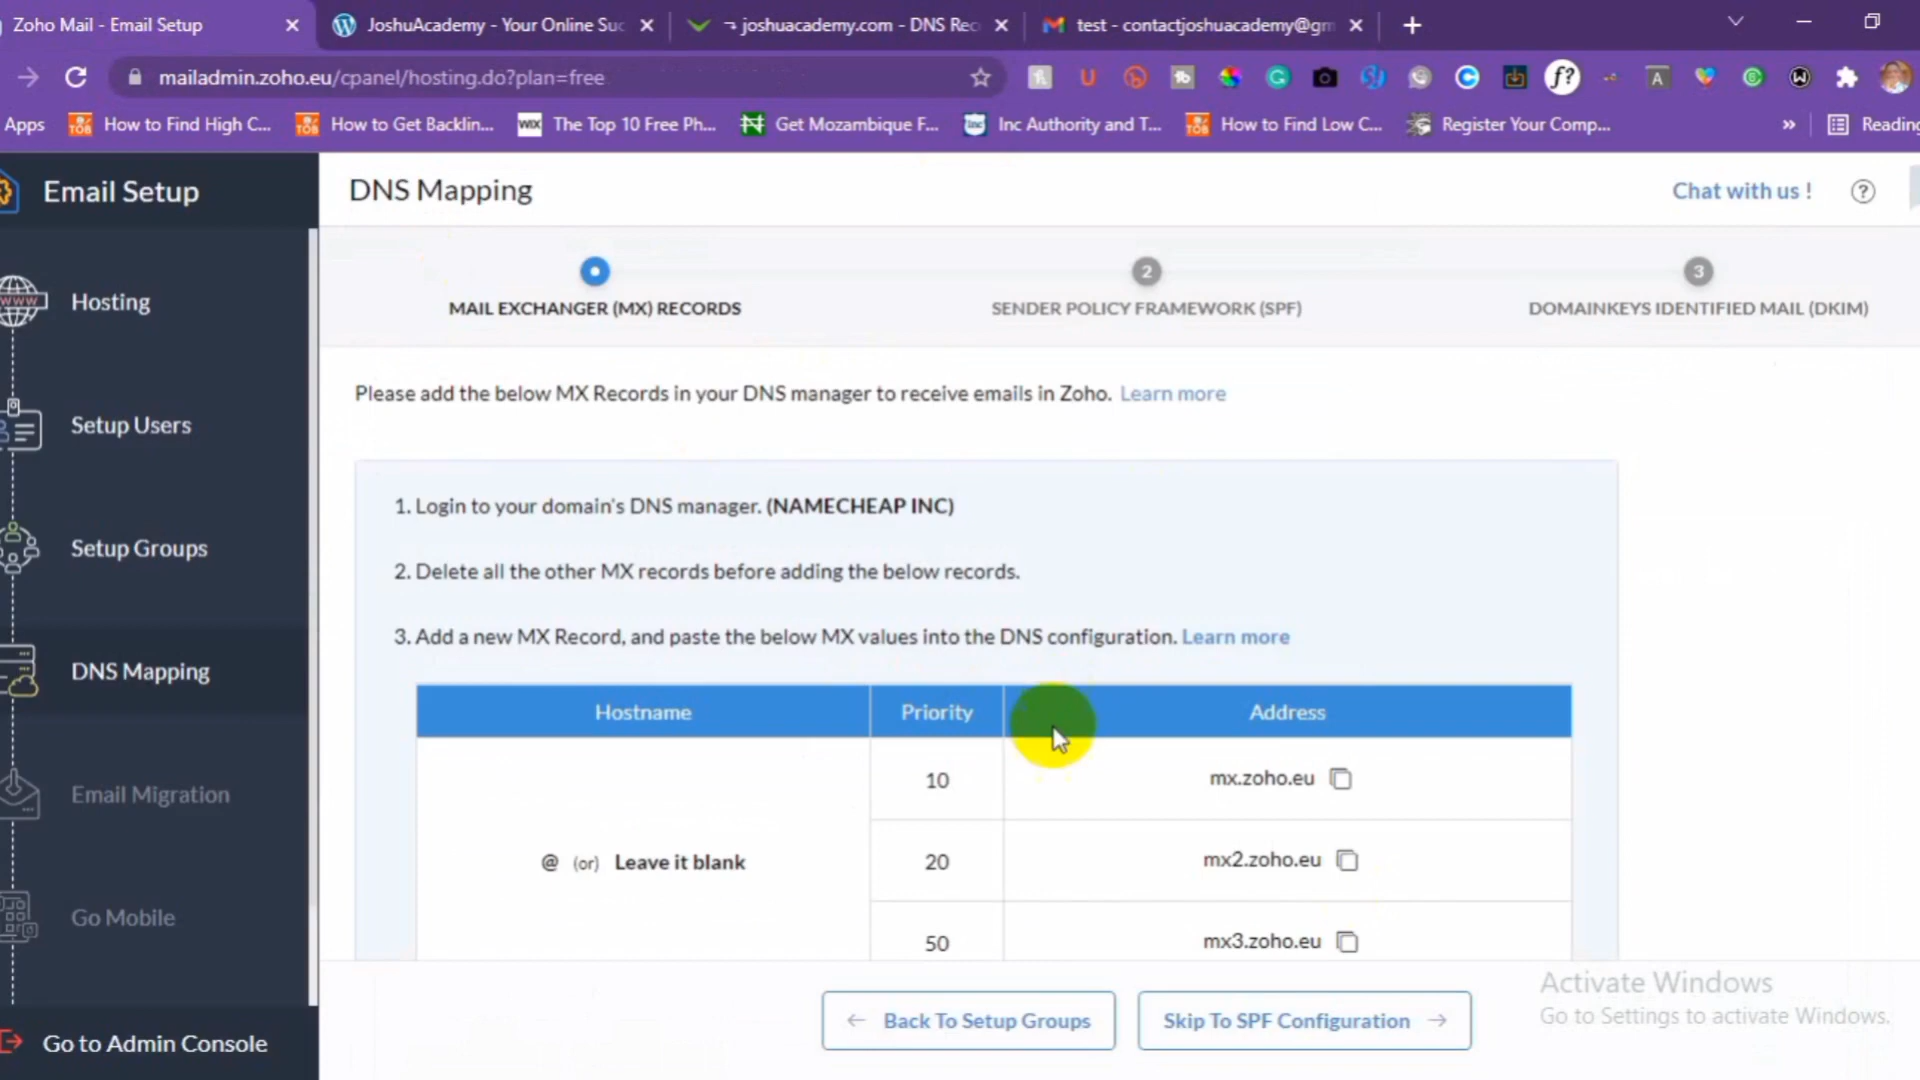 Zoho Mail - Email Setup
JoshuAcademy - Your Online Suc
joshuacademy.com - DNS Rec
test - contactjoshuacademy@gm
mailadmin.zoho.eu/cpanel/hosting.do?plan=free
Apps
How to Find High C...
How to Get Backlin...
The Top 10 Free Ph...
Get Mozambique F...
Inc Authority and T...
How to Find Low C...
Register Your Comp...
Reading
Email Setup
DNS Mapping
Chat with us !
Hosting
Setup Users
Setup Groups
DNS Mapping
Email Migration
Go Mobile
Go to Admin Console
2
3
MAIL EXCHANGER (MX) RECORDS
SENDER POLICY FRAMEWORK (SPF)
DOMAINKEYS IDENTIFIED MAIL (DKIM)
Please add the below MX Records in your DNS manager to receive emails in Zoho. Learn more
1. Login to your domain's DNS manager. (NAMECHEAP INC)
2. Delete all the other MX records before adding the below records.
3. Add a new MX Record, and paste the below MX values into the DNS configuration. Learn more
Hostname Priority Address
@ (or) Leave it blank
10 mx.zoho.eu
20 mx2.zoho.eu
50 mx3.zoho.eu
← Back To Setup Groups
Skip To SPF Configuration →
Activate Windows
Go to Settings to activate Windows.